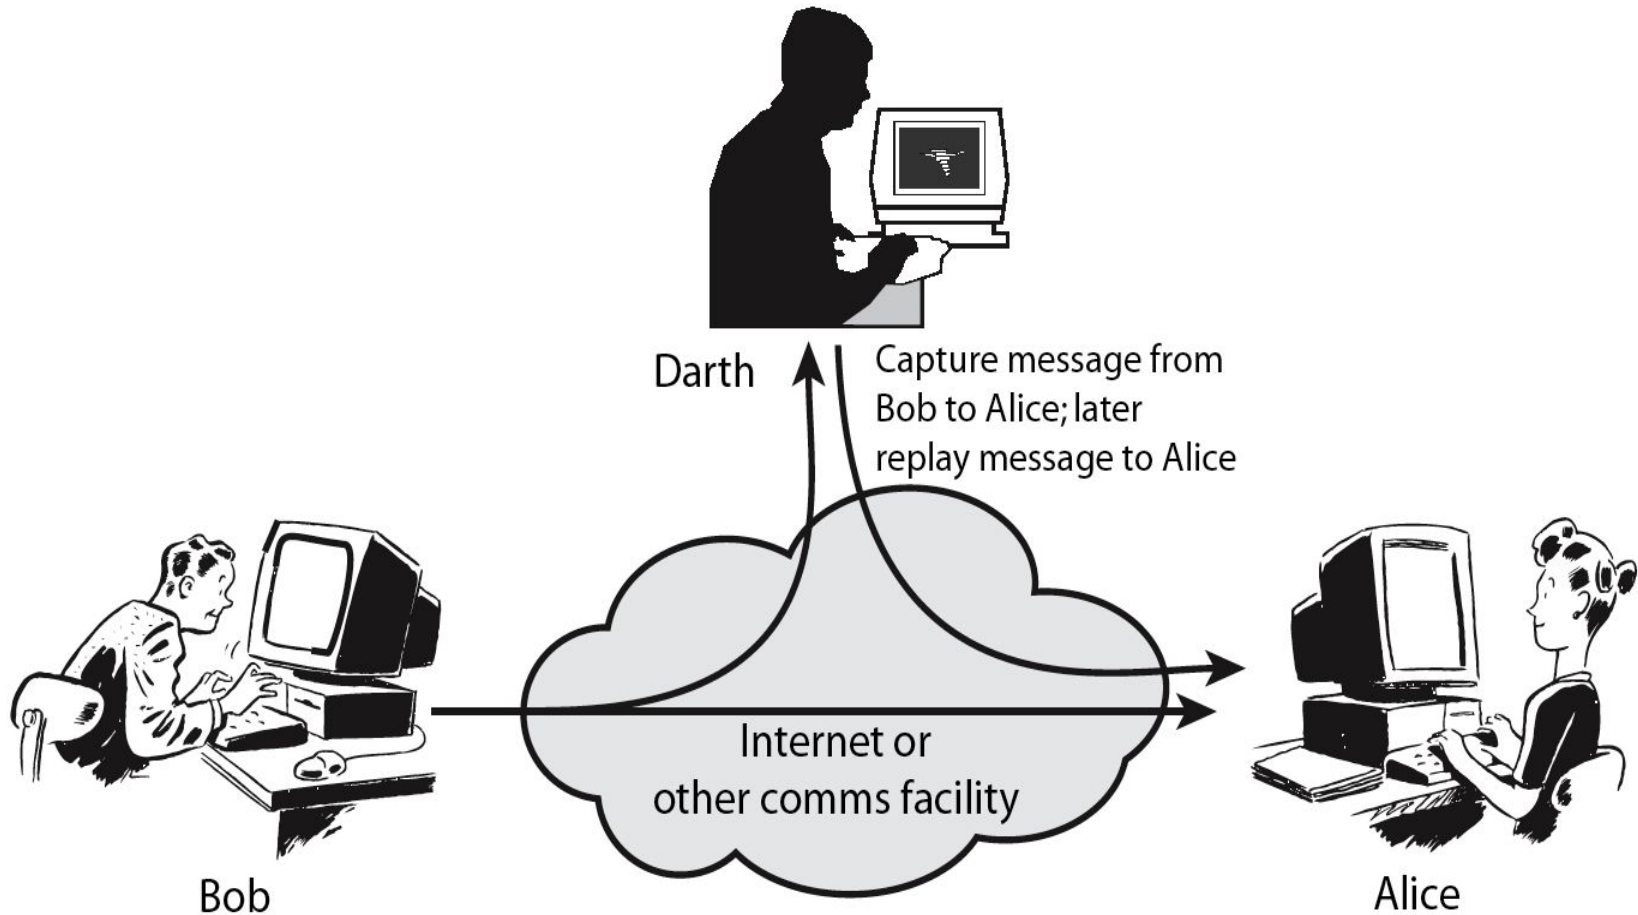 Darth
Capture message from
Bob to Alice; later
replay message to Alice
Internet or
other comms facility
Bob
Alice